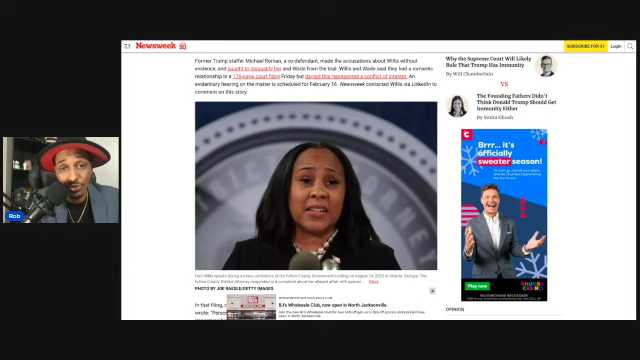 Newsweek
SUBSCRIBE FOR $1
Login
Former Trump staffer Michael Roman, a co-defendant, made the accusations about Willis without
evidence, and sought to disqualify her and Wade from the trial. Willis and Wade said they had a romantic
relationship in a 176-page court filing Friday but denied this represented a conflict of interest. An
evidentiary hearing on the matter is scheduled for February 16. Newsweek contacted Willis via LinkedIn to
comment on this story.
Why the Supreme Court Will Likely
Rule That Trump Has Immunity
By Will Chamberlain
VS
The Founding Fathers Didn't
Think Donald Trump Should Get
Immunity Either
By Smita Ghosh
Brrr... it's
officially
sweater season!
Play now
CHUMBA
CASINO
Rob
Fani Willis speaks during a news conference at the Fulton County Government building on August 14, 2023 in Atlanta, Georgia. The
Fulton County District Attorney responded to a complaint about her alleged affair with special
More
PHOTO BY JOE RAEDLE/GETTY IMAGES
In that filing,
wrote: "Perso
BJ's Wholesale Club, now open in North Jacksonville.
OPINION